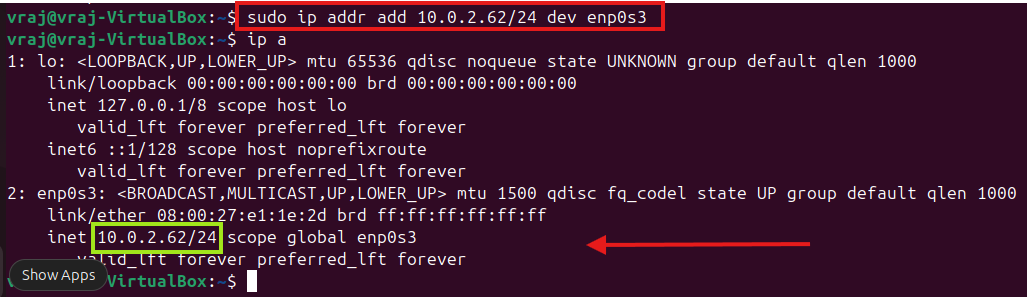 vraj@vraj-VirtualBox:~$ sudo ip addr add 10.0.2.62/24 dev enp0s3
vraj@vraj-VirtualBox:~$ ip a
1: lo: <LOOPBACK,UP,LOWER_UP> mtu 65536 qdisc noqueue state UNKNOWN group default qlen 1000
    link/loopback 00:00:00:00:00:00 brd 00:00:00:00:00:00
    inet 127.0.0.1/8 scope host lo
       valid_lft forever preferred_lft forever
    inet6 ::1/128 scope host noprefixroute
       valid_lft forever preferred_lft forever
2: enp0s3: <BROADCAST,MULTICAST,UP,LOWER_UP> mtu 1500 qdisc fq_codel state UP group default qlen 1000
    link/ether 08:00:27:e1:1e:2d brd ff:ff:ff:ff:ff:ff
    inet 10.0.2.62/24 scope global enp0s3
       valid_lft forever preferred_lft forever
Show Apps
-VirtualBox:~$